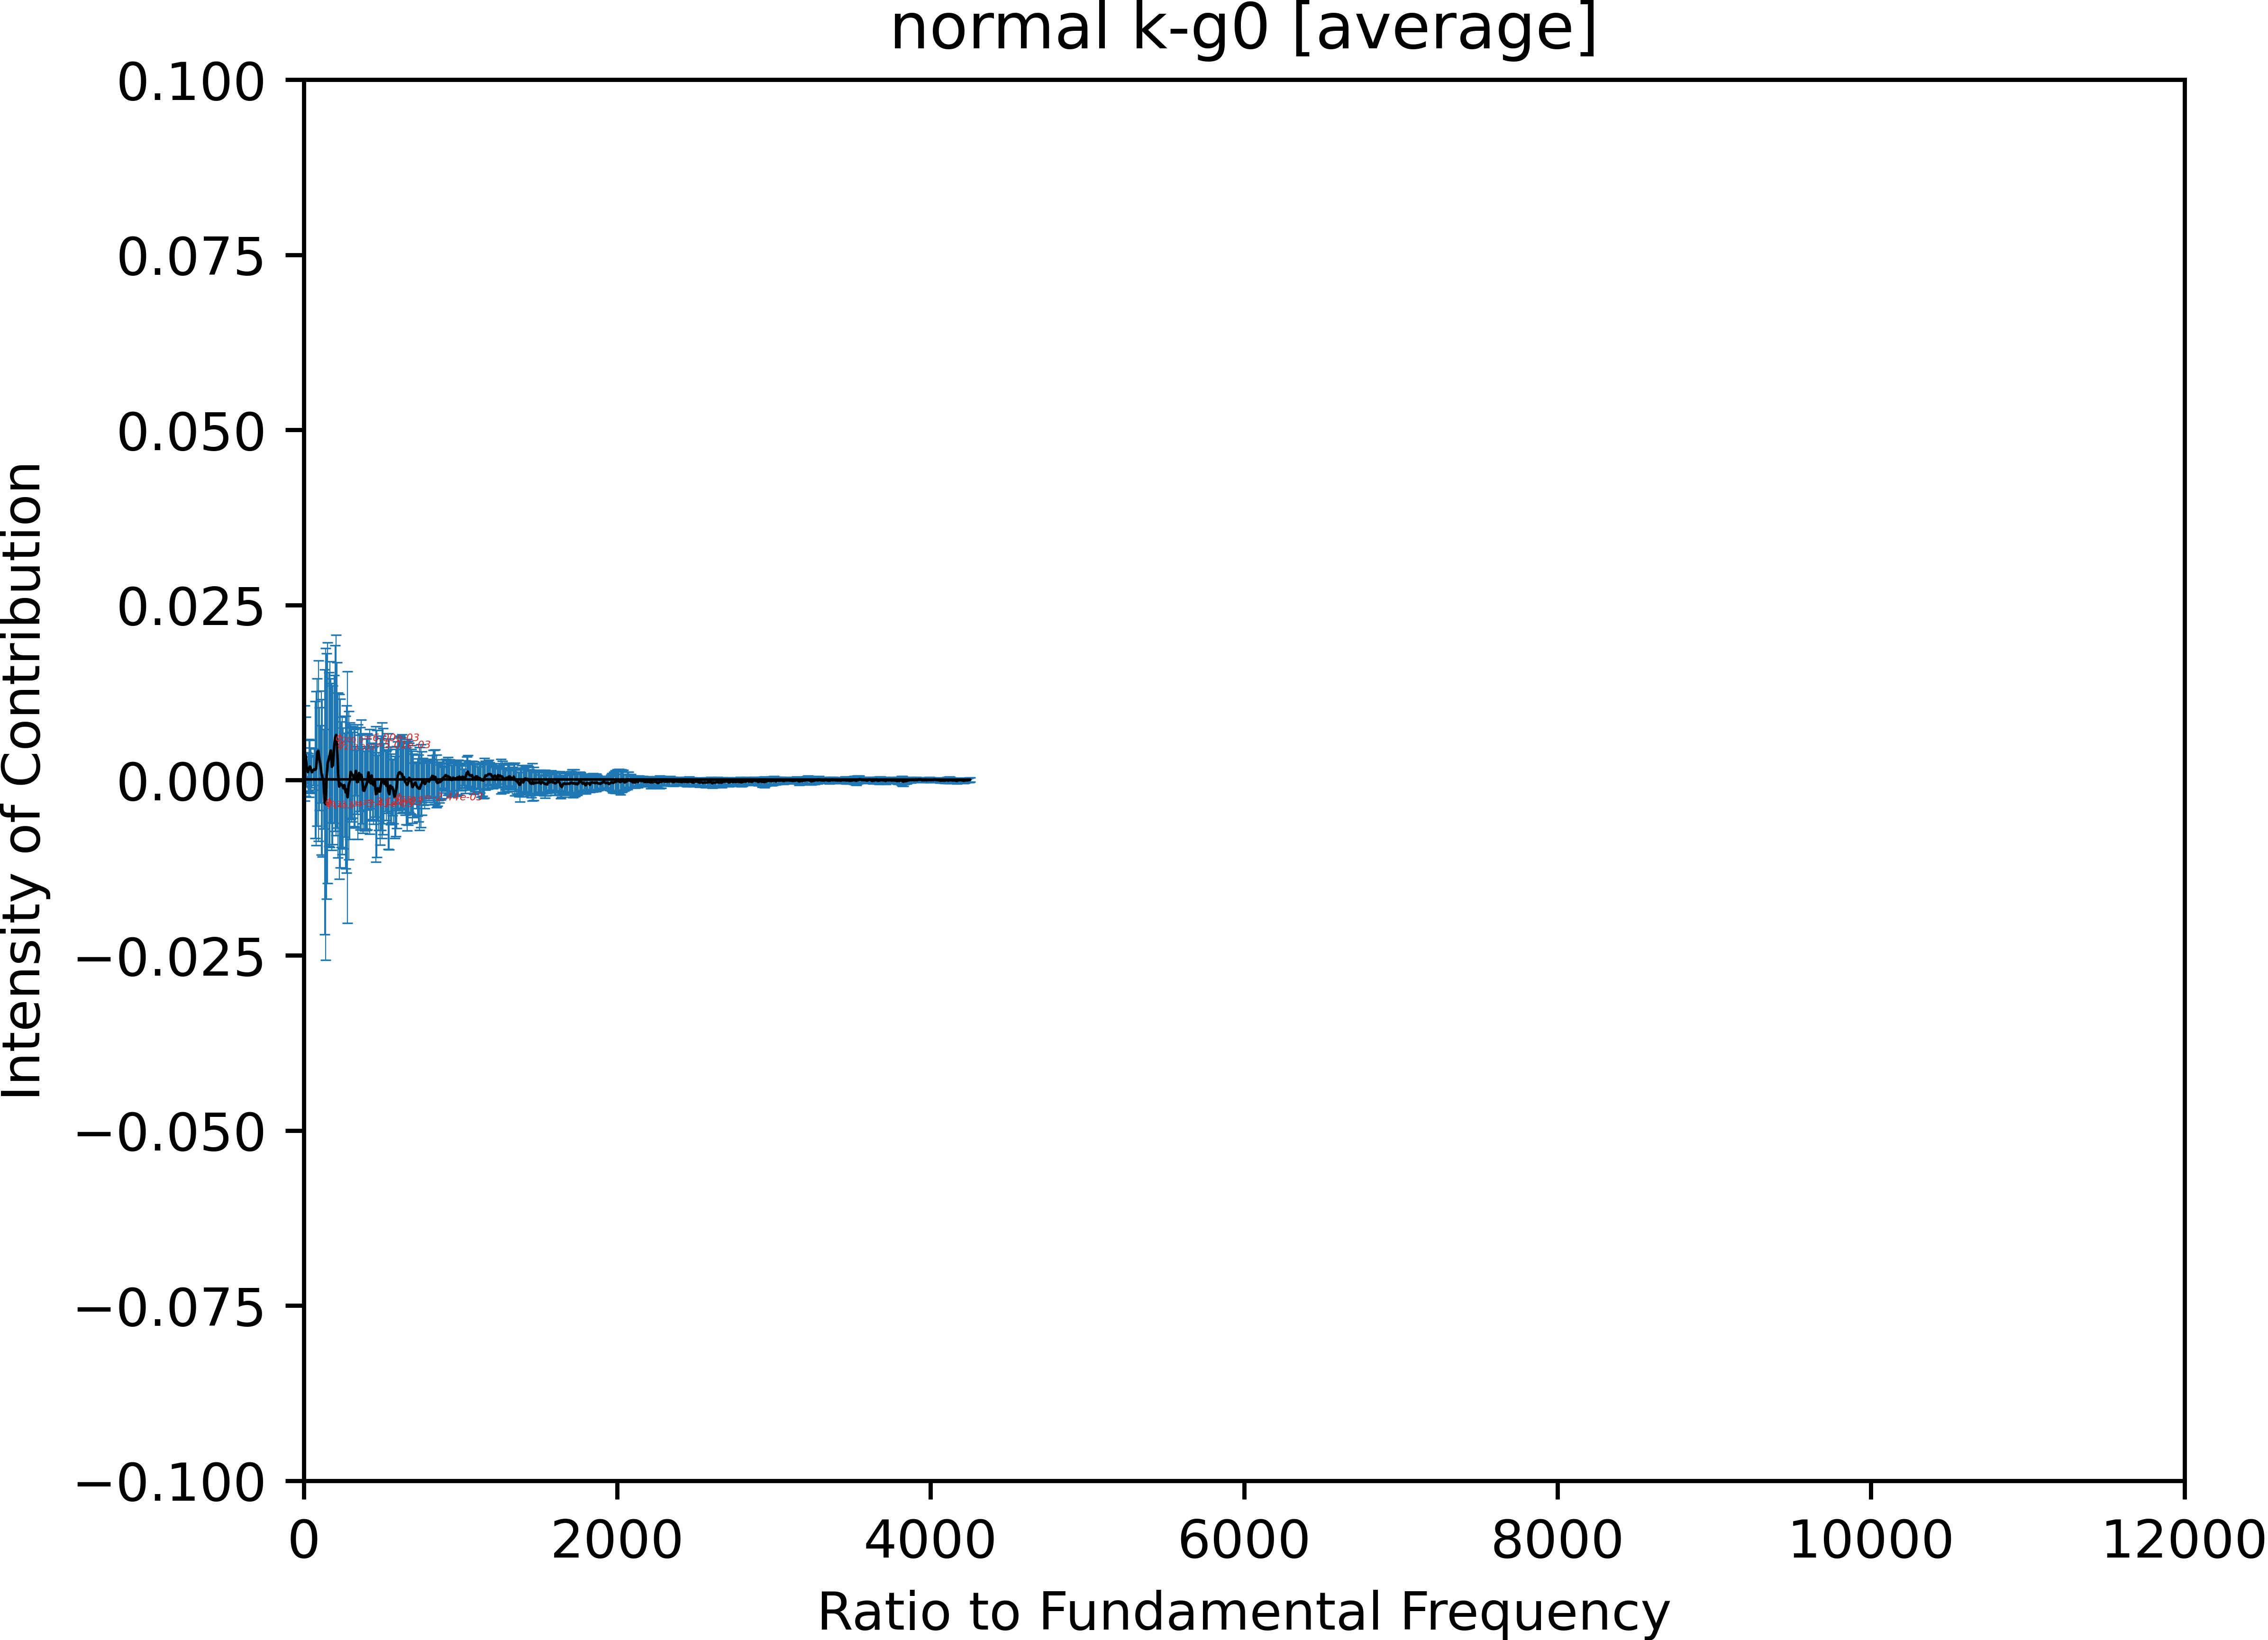 normal k-g0 [average]
0.100
0.075
0.050
0.025
0.000
−0.025
−0.050
−0.075
−0.100
Intensity of Contribution
0 2000 4000 6000 8000 10000 12000
Ratio to Fundamental Frequency